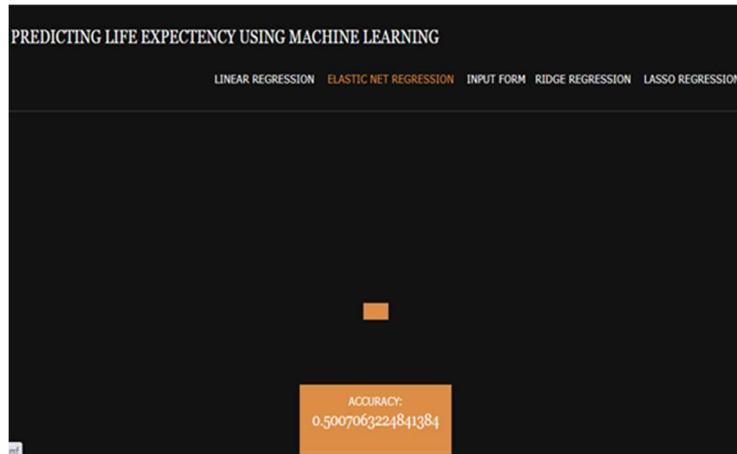 PREDICTING LIFE EXPECTENCY USING MACHINE LEARNING
LINEAR REGRESSION ELASTIC NET REGRESSION INPUT FORM RIDGE REGRESSION LASSO REGRESSION
ACCURACY:
0.5007063224841384